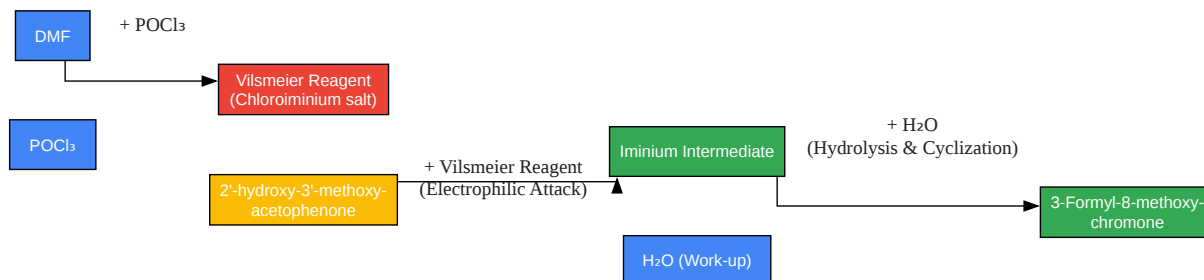 DMF
+ POCl₃
Vilsmeier Reagent
(Chloroiminium salt)
POCl₃
+ Vilsmeier Reagent
(Electrophilic Attack)
2'-hydroxy-3'-methoxy-
acetophenone
Iminium Intermediate
+ H₂O
(Hydrolysis & Cyclization)
3-Formyl-8-methoxy-
chromone
H₂O (Work-up)